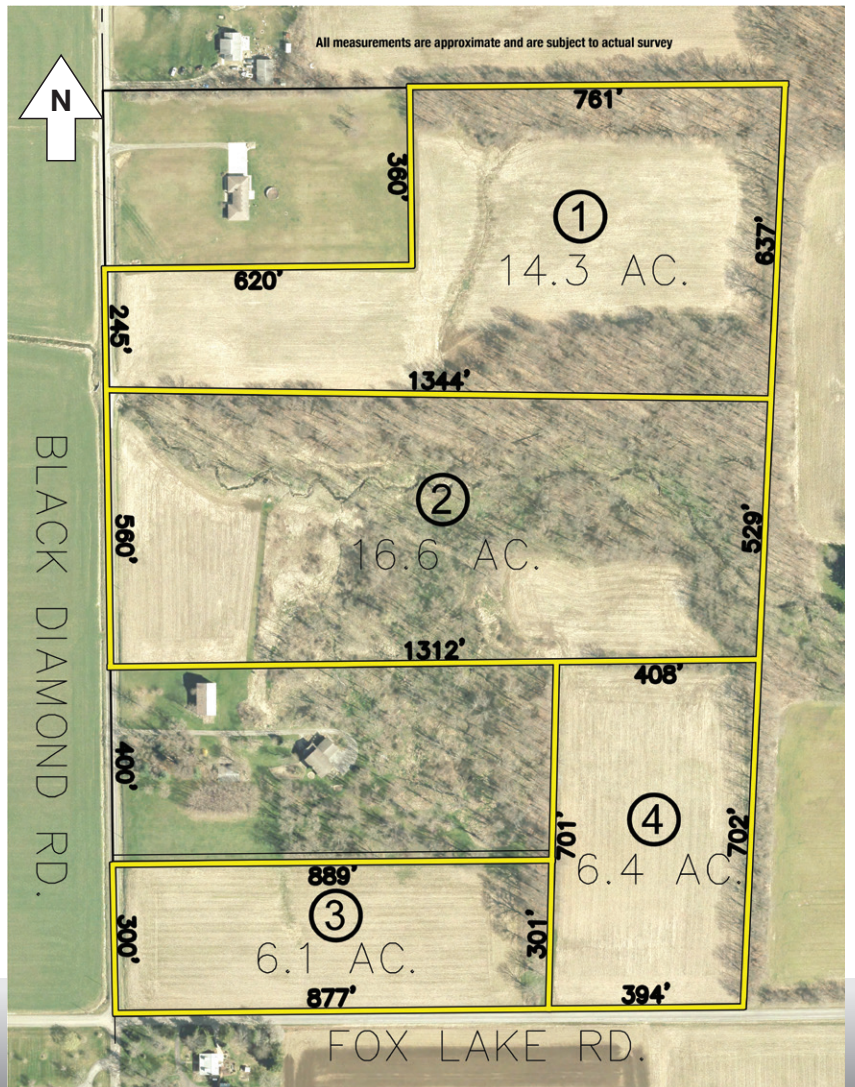 All measurements are approximate and are subject to actual survey
N
761'
360'
1
14.3 AC.
637'
620'
245'
1344'
2
16.6 AC.
560'
529'
1312'
408'
BLACK DIAMOND RD.
400'
701'
4
6.4 AC.
702'
889'
3
6.1 AC.
300'
301'
877'
394'
FOX LAKE RD.